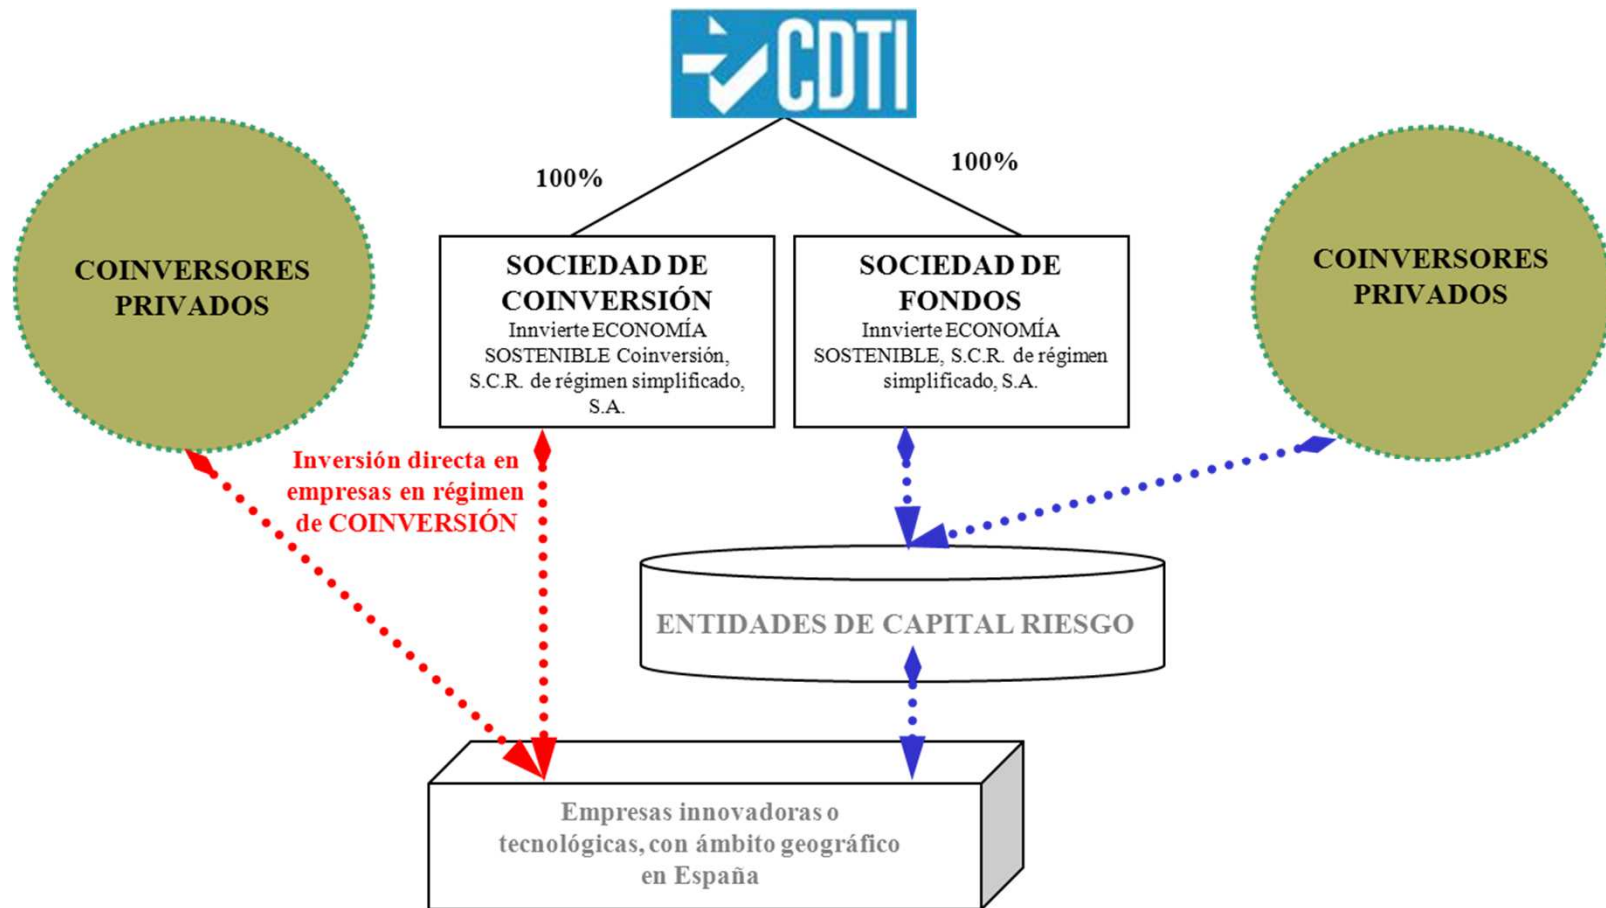 CDTI
100%
100%
COINVERSORES
PRIVADOS
SOCIEDAD DE
COINVERSIÓN
Innvierte ECONOMÍA
SOSTENIBLE Coinversión,
S.C.R. de régimen simplificado,
S.A.
SOCIEDAD DE
FONDOS
Innvierte ECONOMÍA
SOSTENIBLE, S.C.R. de régimen
simplificado, S.A.
COINVERSORES
PRIVADOS
Inversión directa en
empresas en régimen
de COINVERSIÓN
ENTIDADES DE CAPITAL RIESGO
Empresas innovadoras o
tecnológicas, con ámbito geográfico
en España